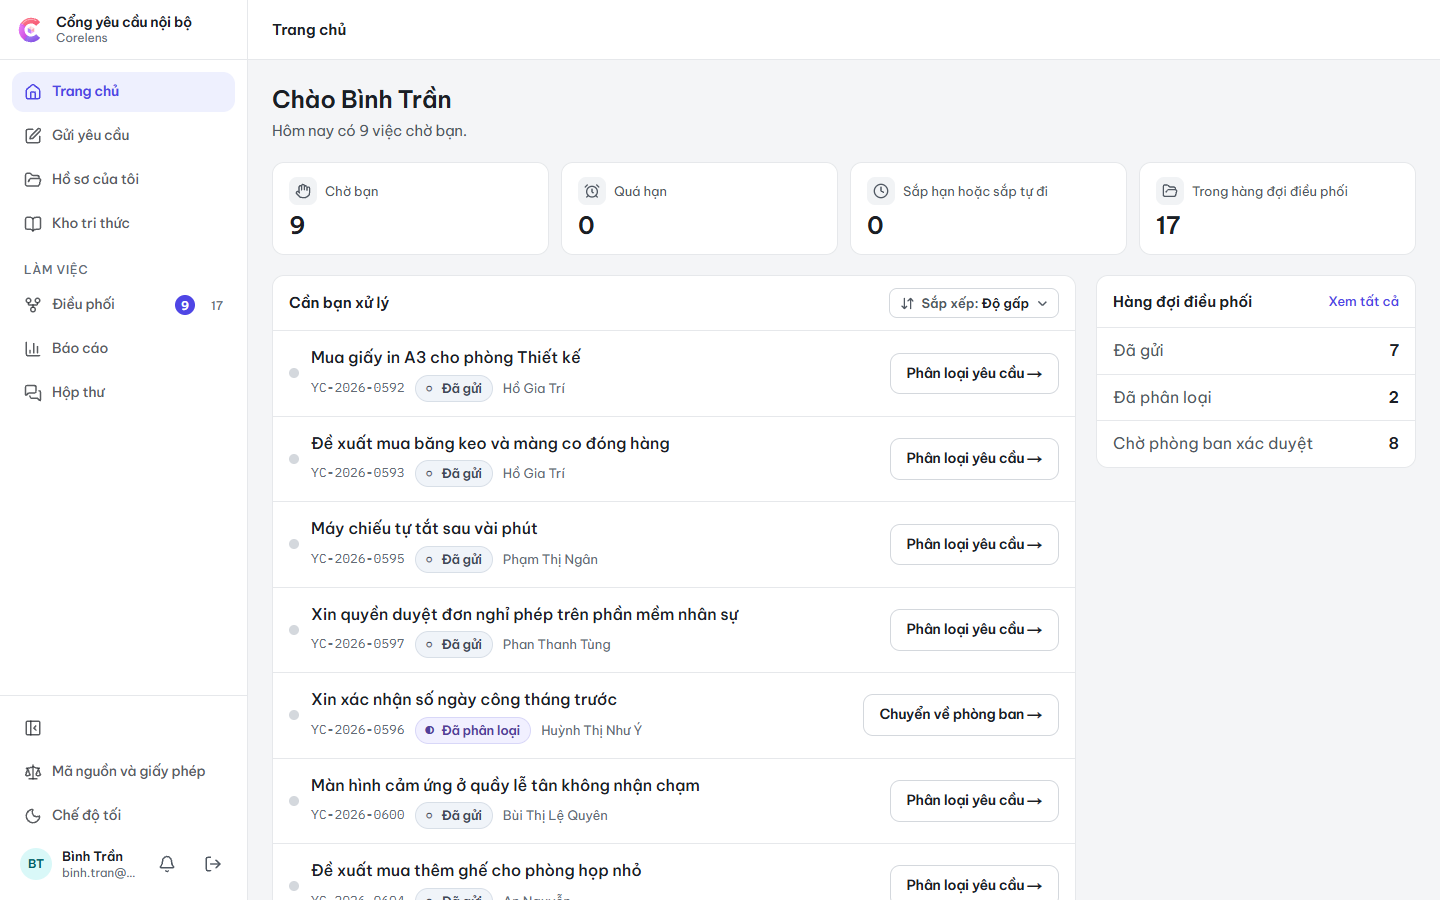 Cổng yêu cầu nội bộ
Corelens
Trang chủ
Gửi yêu cầu
Hồ sơ của tôi
Kho tri thức
LÀM VIỆC
Điều phối 9 17
Báo cáo
Hộp thư
Mã nguồn và giấy phép
Chế độ tối
BT
Bình Trần
binh.tran@...
Trang chủ
Chào Bình Trần
Hôm nay có 9 việc chờ bạn.
Chờ bạn
9
Quá hạn
0
Sắp hạn hoặc sắp tự đi
0
Trong hàng đợi điều phối
17
Cần bạn xử lý
Sắp xếp: Độ gấp
Mua giấy in A3 cho phòng Thiết kế
YC-2026-0592 Đã gửi Hồ Gia Trí
Phân loại yêu cầu →
Đề xuất mua băng keo và màng co đóng hàng
YC-2026-0593 Đã gửi Hồ Gia Trí
Phân loại yêu cầu →
Máy chiếu tự tắt sau vài phút
YC-2026-0595 Đã gửi Phạm Thị Ngân
Phân loại yêu cầu →
Xin quyền duyệt đơn nghỉ phép trên phần mềm nhân sự
YC-2026-0597 Đã gửi Phan Thanh Tùng
Phân loại yêu cầu →
Xin xác nhận số ngày công tháng trước
YC-2026-0596 Đã phân loại Huỳnh Thị Như Ý
Chuyển về phòng ban →
Màn hình cảm ứng ở quầy lễ tân không nhận chạm
YC-2026-0600 Đã gửi Bùi Thị Lệ Quyên
Phân loại yêu cầu →
Đề xuất mua thêm ghế cho phòng họp nhỏ
YC-2026-0604 Đã gửi An Nguyễn
Phân loại yêu cầu →
Hàng đợi điều phối
Xem tất cả
Đã gửi 7
Đã phân loại 2
Chờ phòng ban xác duyệt 8